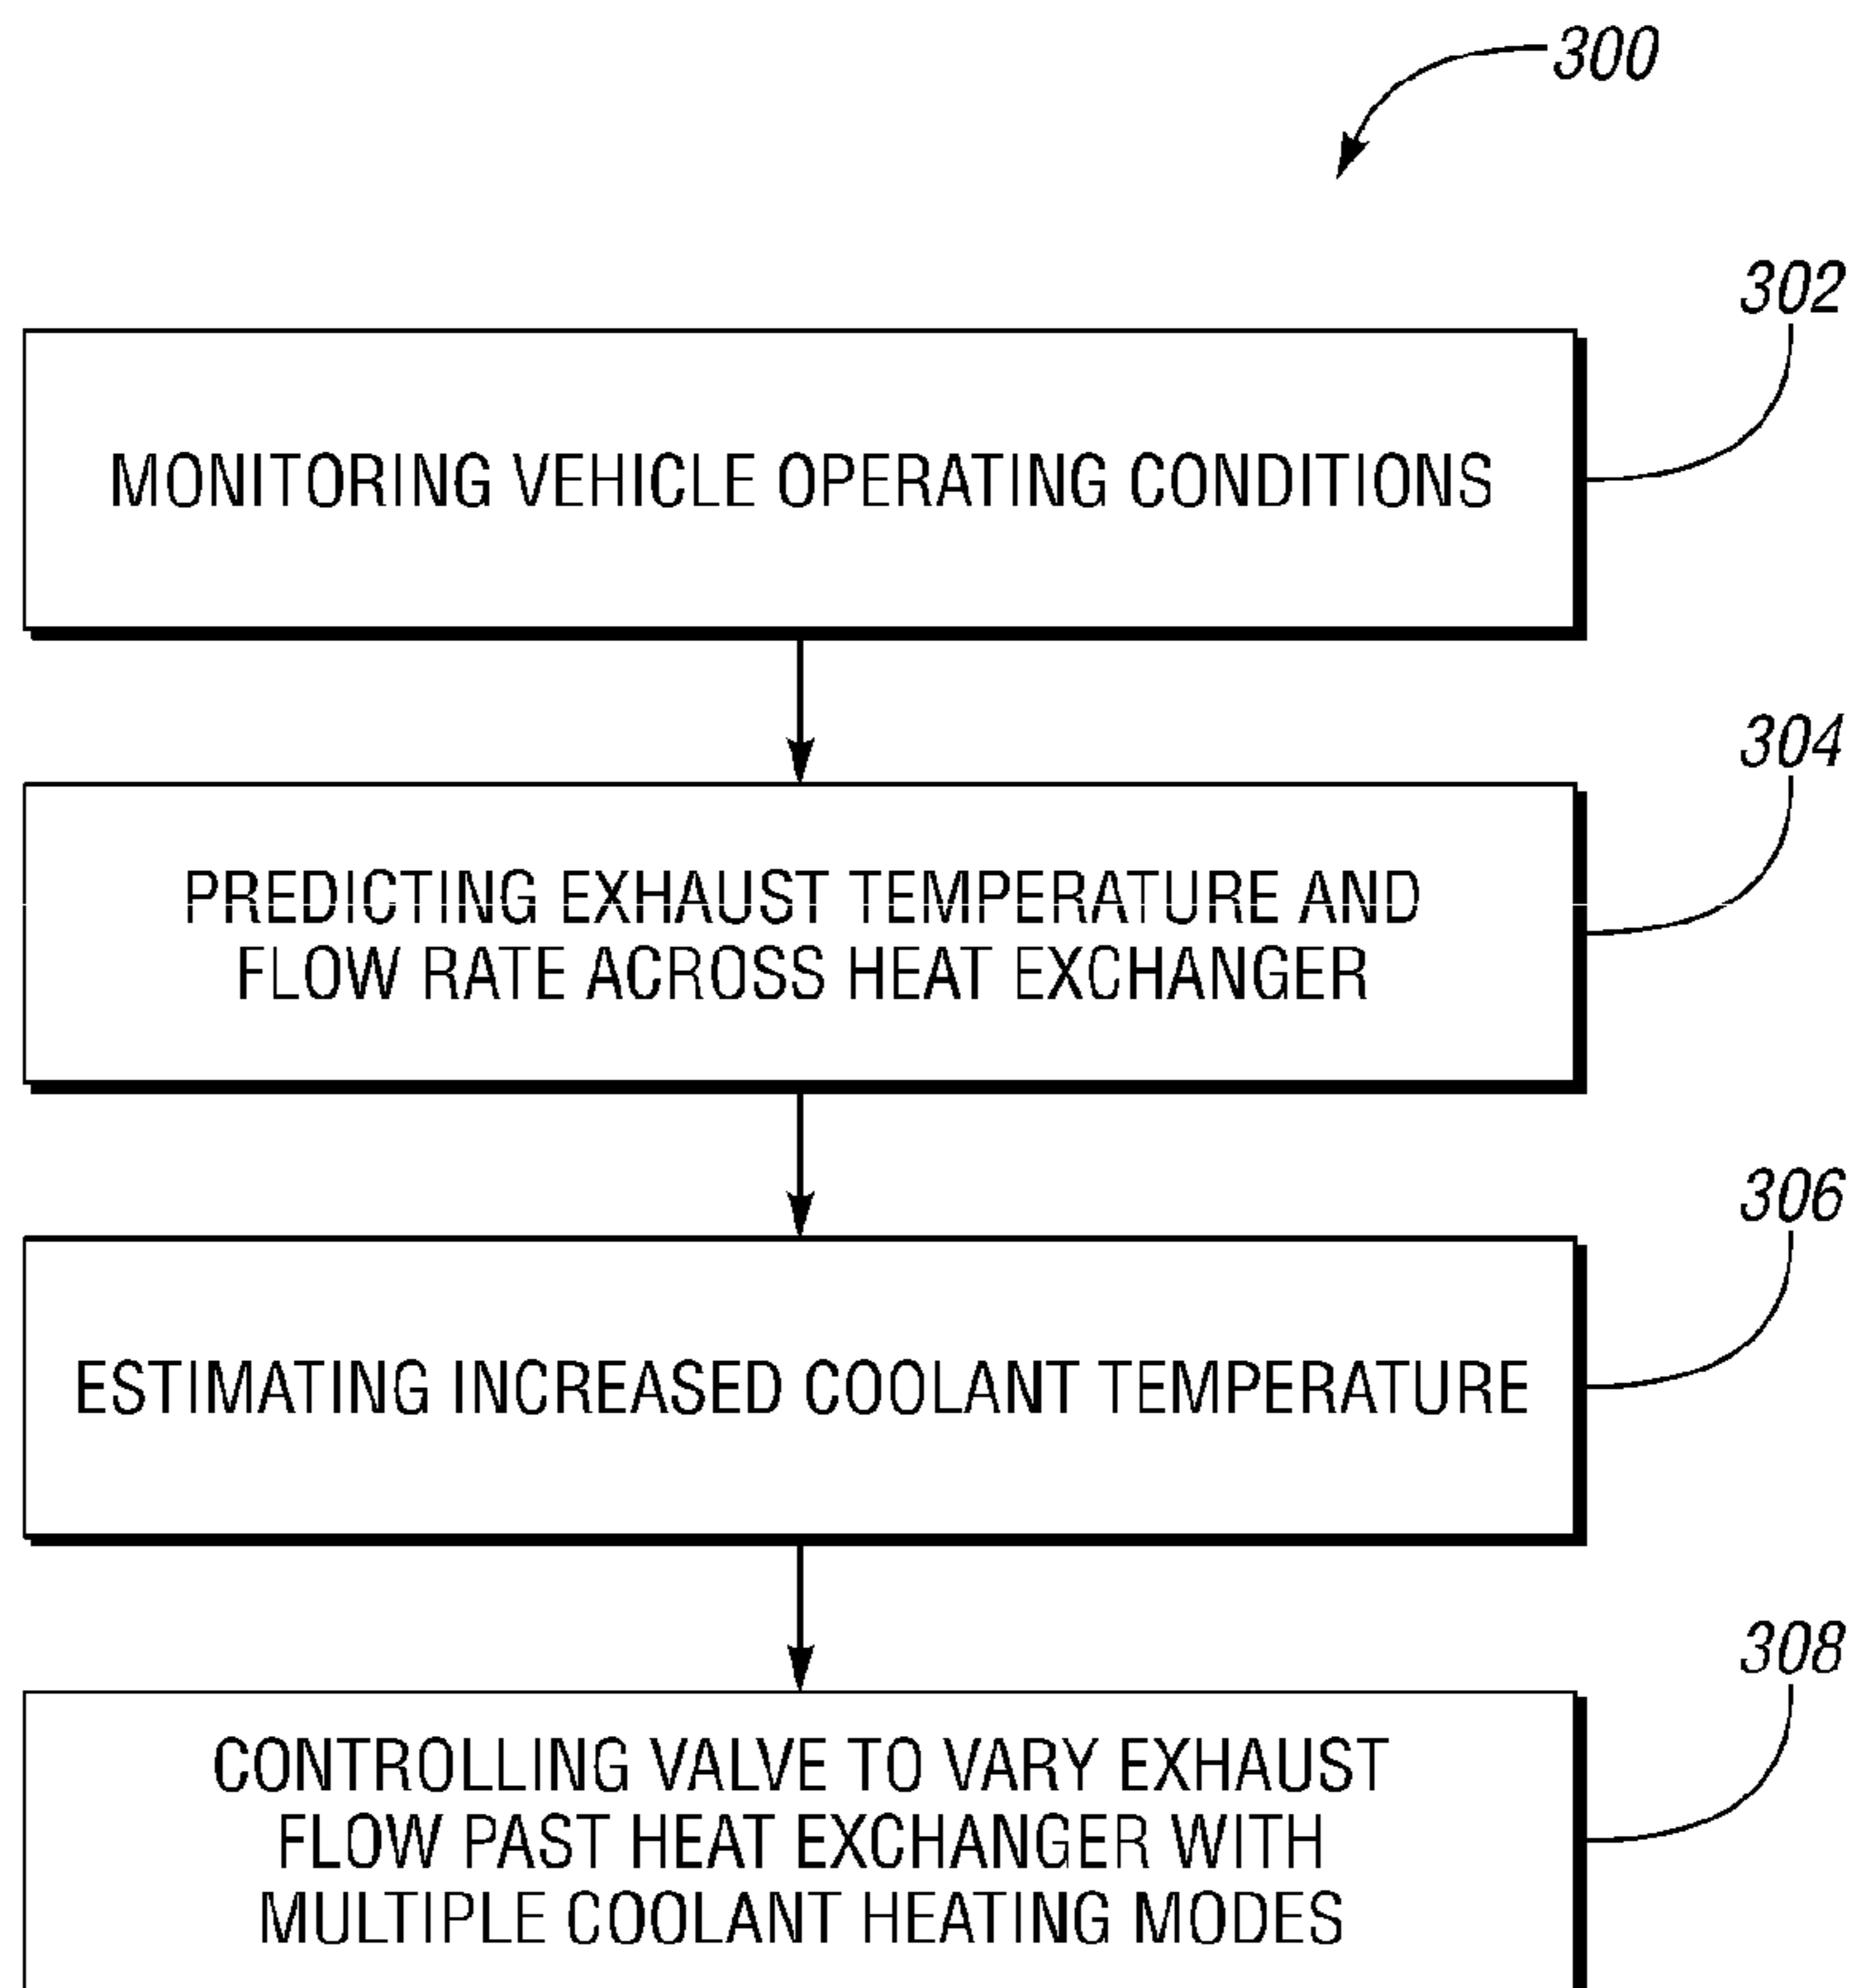 300
302
MONITORING VEHICLE OPERATING CONDITIONS
304
PREDICTING EXHAUST TEMPERATURE AND
FLOW RATE ACROSS HEAT EXCHANGER
306
ESTIMATING INCREASED COOLANT TEMPERATURE
308
CONTROLLING VALVE TO VARY EXHAUST
FLOW PAST HEAT EXCHANGER WITH
MULTIPLE COOLANT HEATING MODES